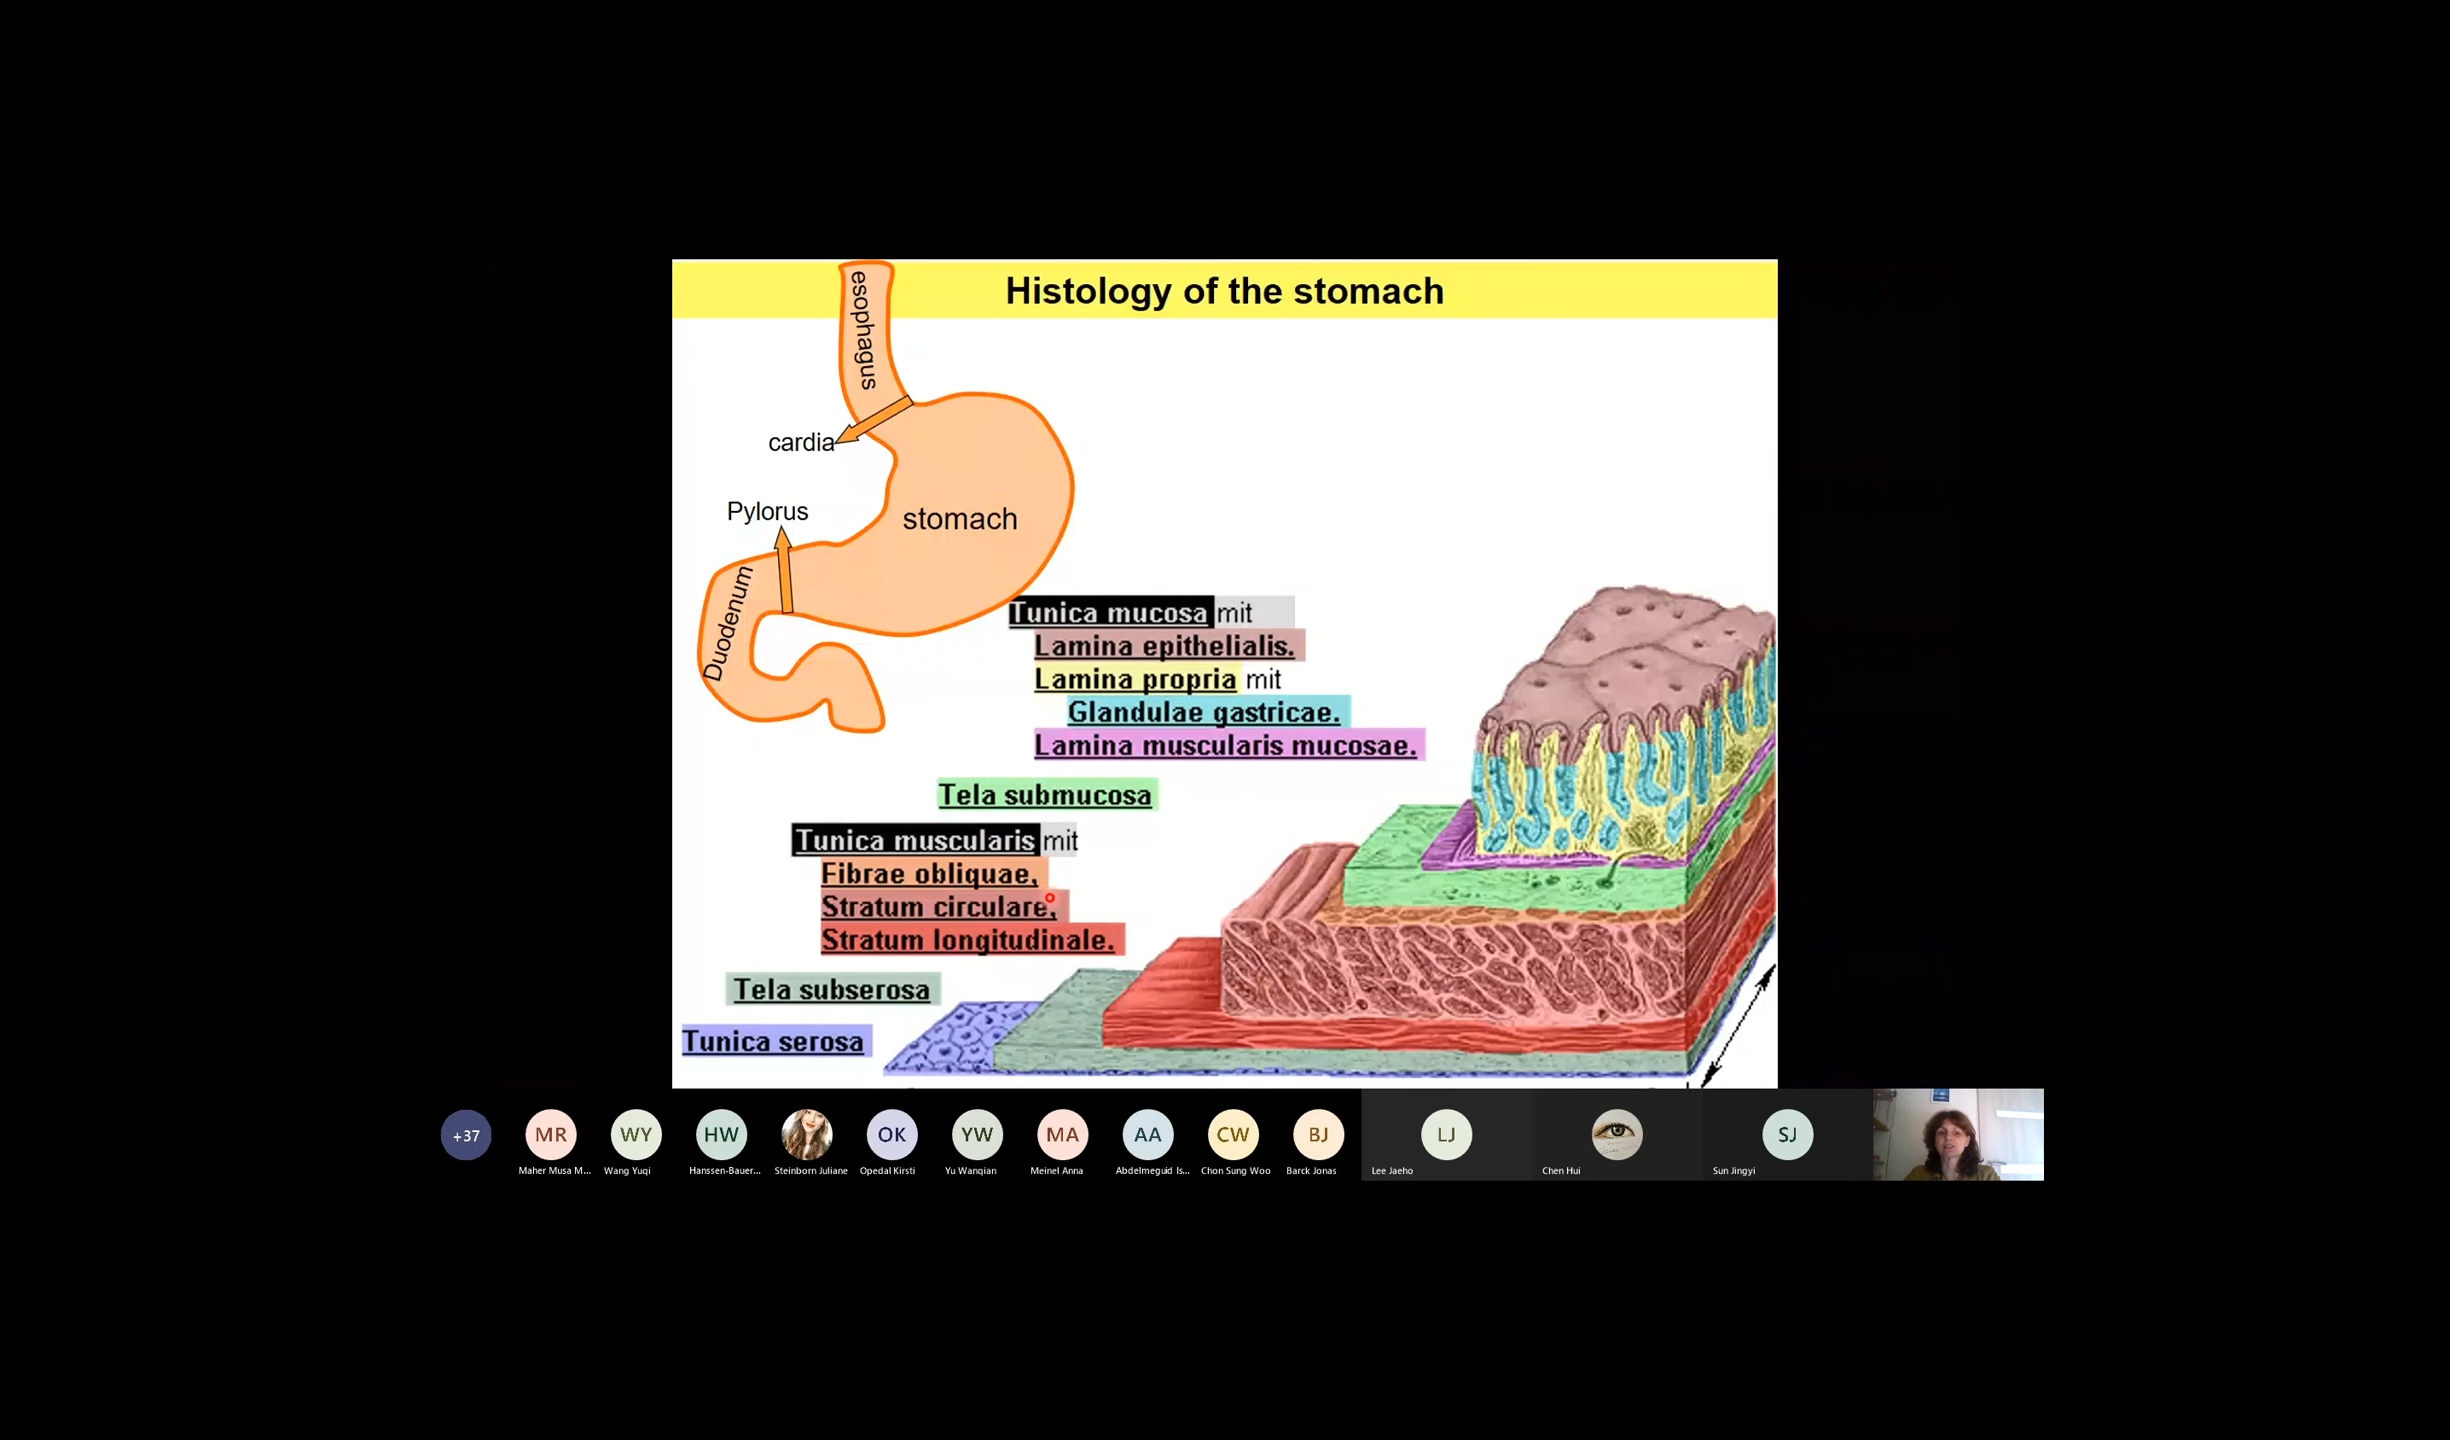 Histology of the stomach
esophagus
cardia
Pylorus
stomach
Duodenum
Tunica mucosa mit
Lamina epithelialis.
Lamina propria mit
Glandulae gastricae.
Lamina muscularis mucosae.
Tela submucosa
Tunica muscularis mit
Fibrae obliquae,
Stratum circulare,
Stratum longitudinale.
Tela subserosa
Tunica serosa
+37
MR
WY
HW
OK
YW
MA
AA
CW
BJ
LJ
SJ
Maher Musa M...
Wang Yuqi
Hanssen-Bauer...
Steinborn Juliane
Opedal Kirsti
Yu Wanqian
Meinel Anna
Abdelmeguid Is...
Chon Sung Woo
Barck Jonas
Lee Jaeho
Chen Hui
Sun Jingyi